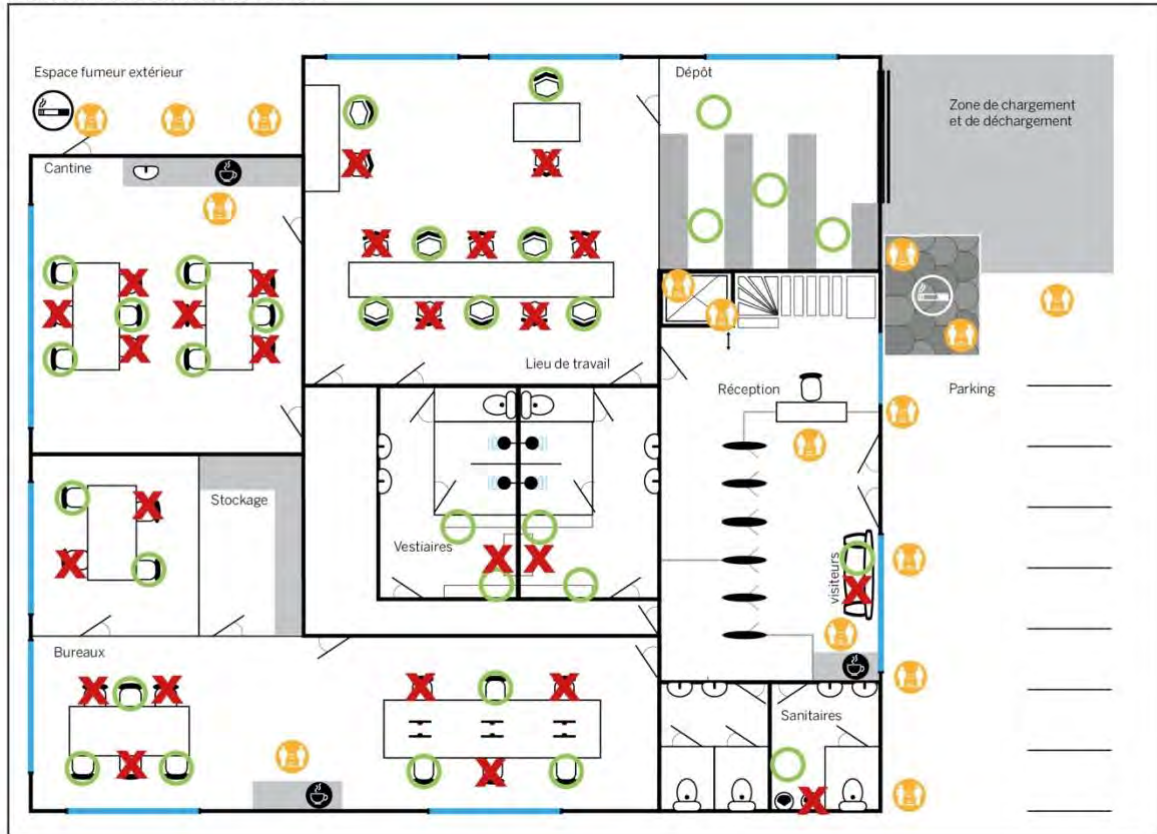 Espace fumeur extérieur
Dépôt
Zone de chargement
et de déchargement
Cantine
Lieu de travail
Réception
Parking
Stockage
Vestiaires
visiteurs
Bureaux
Sanitaires